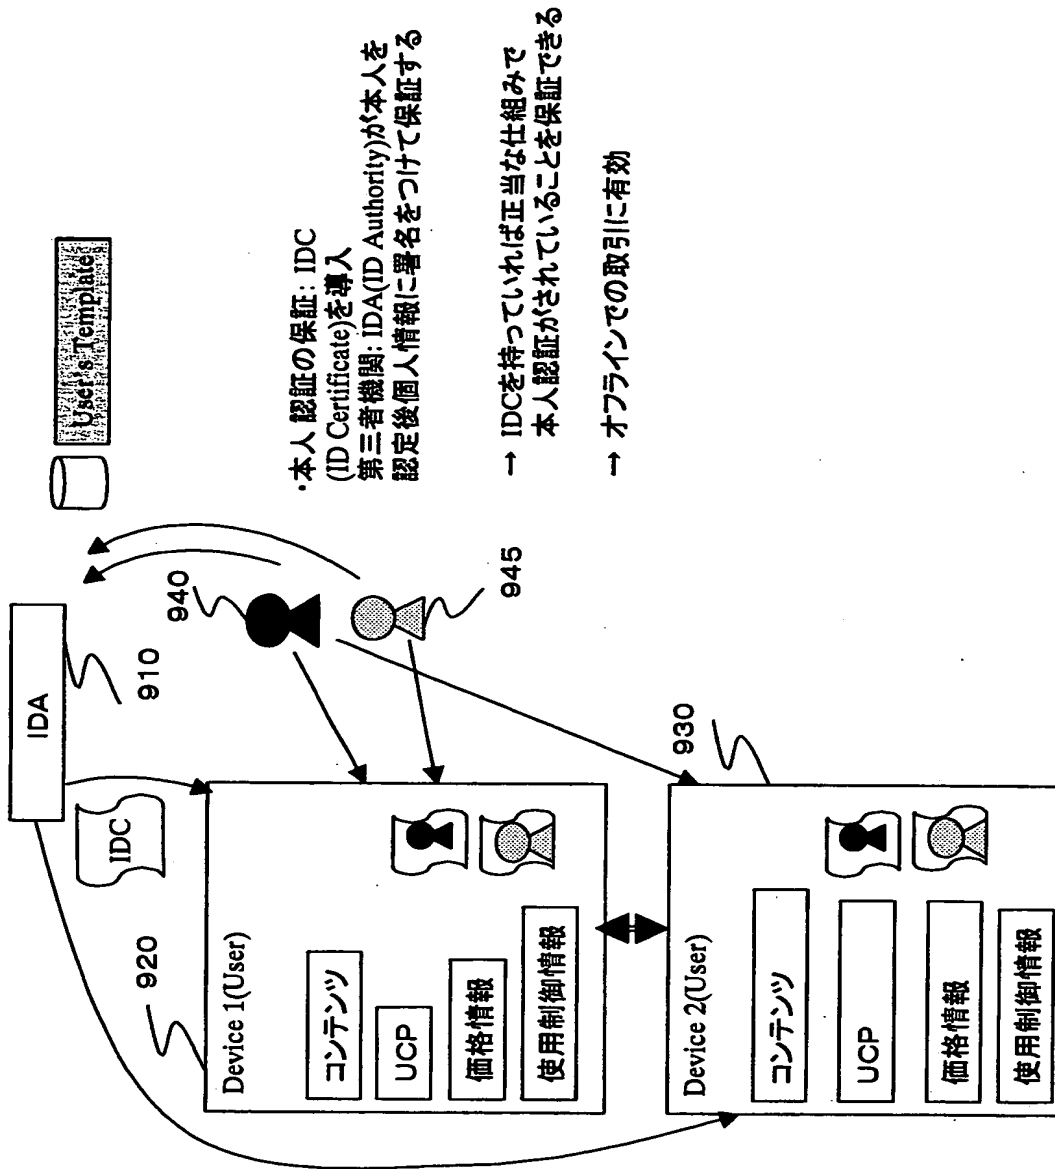 IDA
910
User's Template
IDC
920
Device 1(User)
コンテンツ
UCP
価格情報
使用制御情報
940
945
930
Device 2(User)
コンテンツ
UCP
価格情報
使用制御情報
・本人認証の保証: IDC
(ID Certificate)を導入
第三者機関: IDA(ID Authority)が本人を
認定後個人情報に署名をつけて保証する
→ IDCを持っていれば正当な仕組みで
本人認証がされていることを保証できる
→ オフラインでの取引に有効